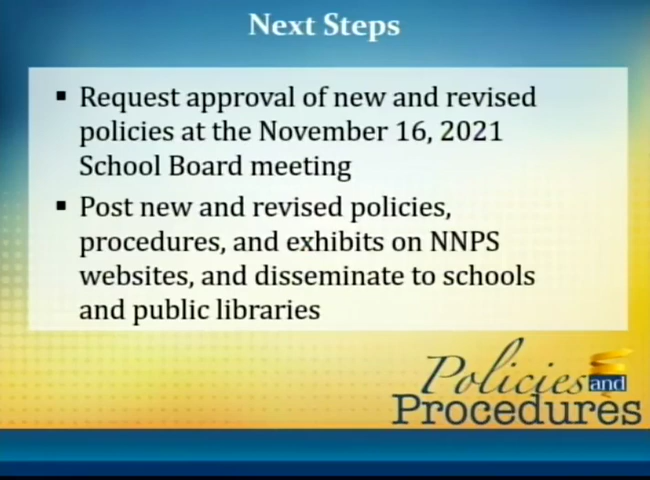 Next Steps
▪ Request approval of new and revised
policies at the November 16, 2021
School Board meeting
▪ Post new and revised policies,
procedures, and exhibits on NNPS
websites, and disseminate to schools
and public libraries
Policies and
Procedures